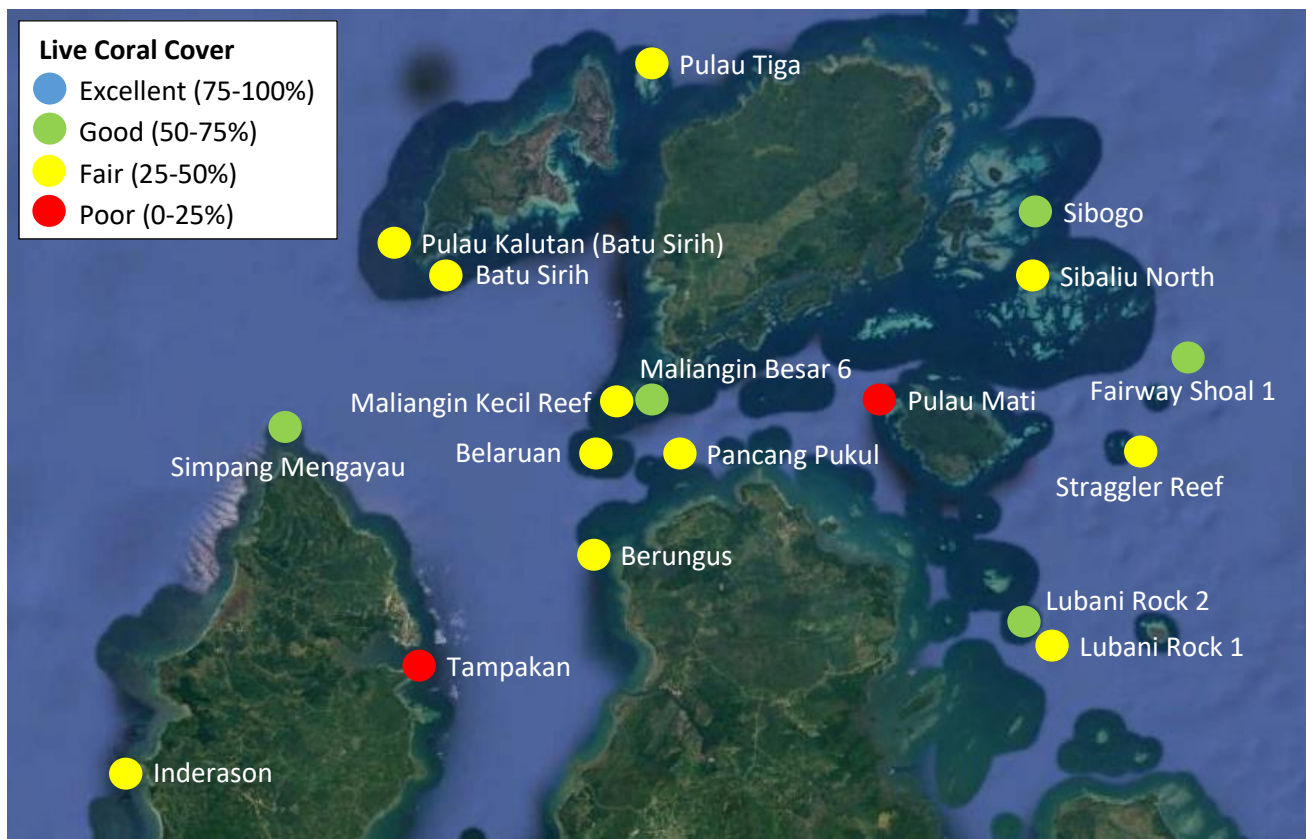 Live Coral Cover
Excellent (75-100%)
Good (50-75%)
Fair (25-50%)
Poor (0-25%)
Pulau Tiga
Sibogo
Pulau Kalutan (Batu Sirih)
Batu Sirih
Sibaliu North
Maliangin Besar 6
Fairway Shoal 1
Maliangin Kecil Reef
Pulau Mati
Simpang Mengayau
Belaruan
Pancang Pukul
Straggler Reef
Berungus
Lubani Rock 2
Lubani Rock 1
Tampakan
Inderason